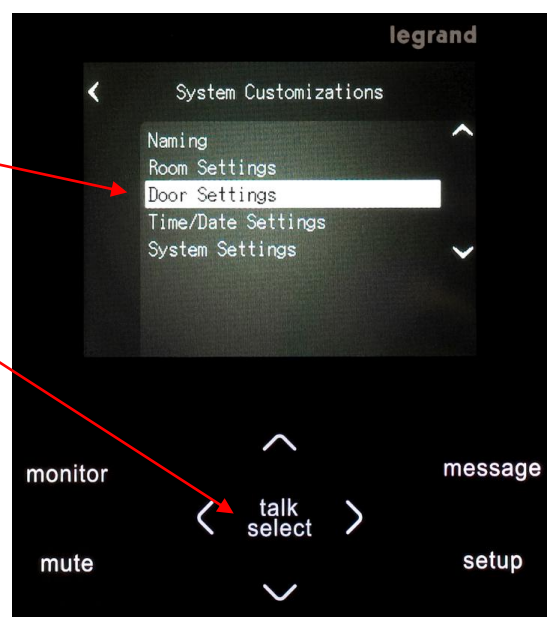 legrand
System Customizations
Naming
Room Settings
Door Settings
Time/Date Settings
System Settings
monitor
message
talk
select
mute
setup